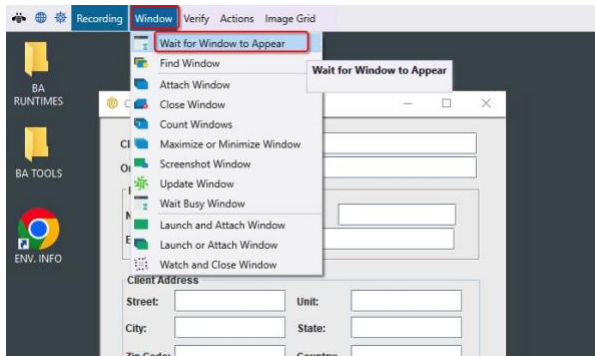 Recording Window Verify Actions Image Grid
Wait for Window to Appear
Find Window
Wait for Window to Appear
Attach Window
Close Window
Count Windows
Maximize or Minimize Window
Screenshot Window
Update Window
Wait Busy Window
Launch and Attach Window
Launch or Attach Window
Watch and Close Window
BA
RUNTIMES
BA TOOLS
ENV. INFO
Client Address
Street: Unit:
City: State: